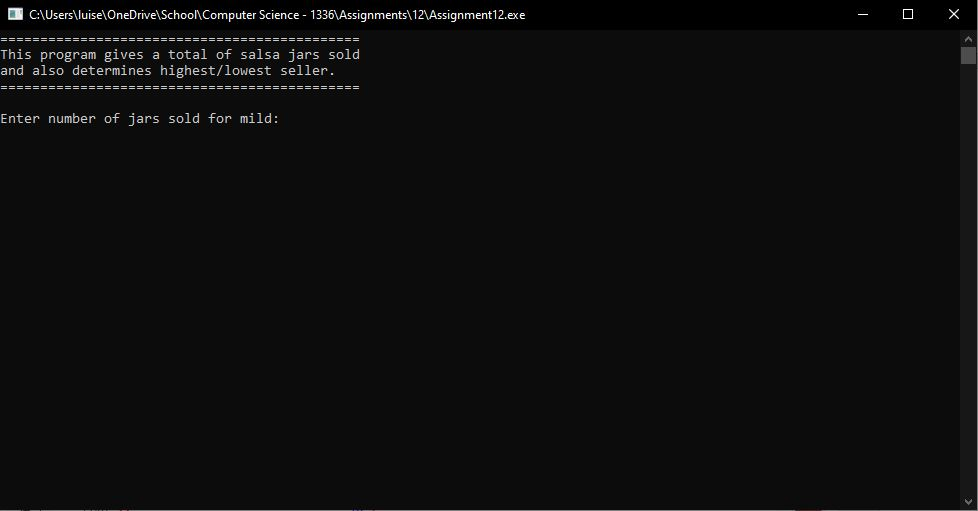 C:\Users\luise\OneDrive\School\Computer Science - 1336\Assignments\12\Assignment12.exe
=============================================
This program gives a total of salsa jars sold
and also determines highest/lowest seller.
=============================================
Enter number of jars sold for mild: